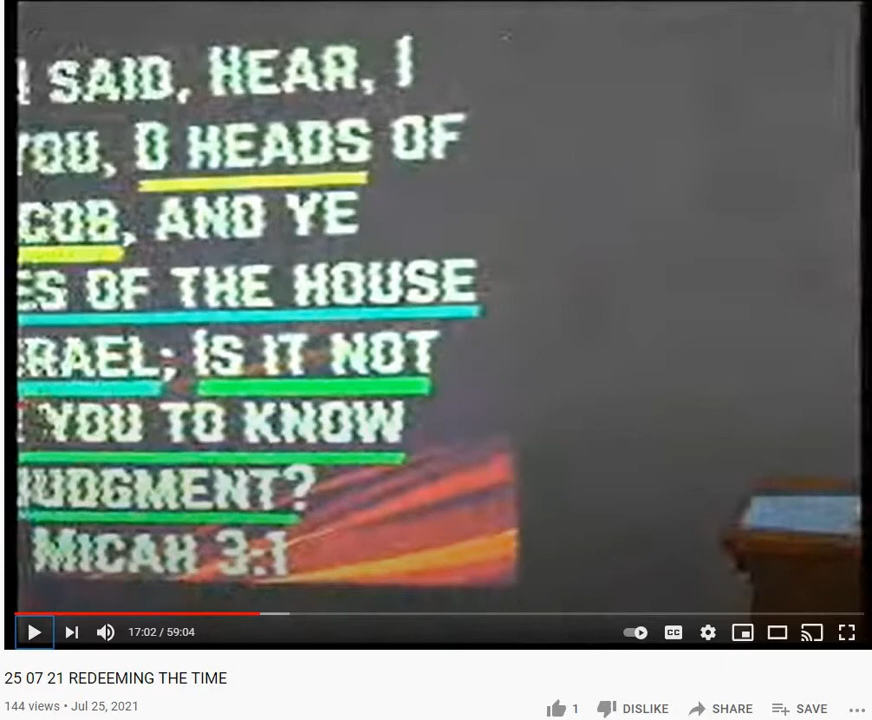 I SAID, HEAR, I
YOU, O HEADS OF
COB, AND YE
ES OF THE HOUSE
RAEL; IS IT NOT
YOU TO KNOW
JUDGMENT?
MICAH 3:1
17:02 / 59:04
CC
25 07 21 REDEEMING THE TIME
144 views • Jul 25, 2021
1 DISLIKE SHARE SAVE